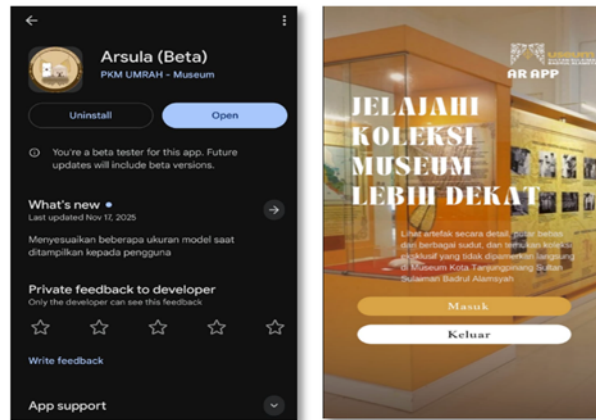 Arsula (Beta)
PKM UMRAH - Museum
Uninstall
Open
You're a beta tester for this app. Future
updates will include beta versions.
What's new
Last updated Nov 17, 2025
Menyesuaikan beberapa ukuran model saat
ditampilkan kepada pengguna
Private feedback to developer
Only the developer can see this feedback
Write feedback
App support
AR APP
JELAJAHI
KOLEKSI
MUSEUM
LEBIH DEKAT
Lihat artefak secara detail, putar
dari berbagai sudut, dan temukan koleksi
eksklusif yang tidak dipamerkan langsung
di Museum Kota Tanjungpinang Sultan
Sulaiman Badrul Alamsyah
Masuk
Keluar